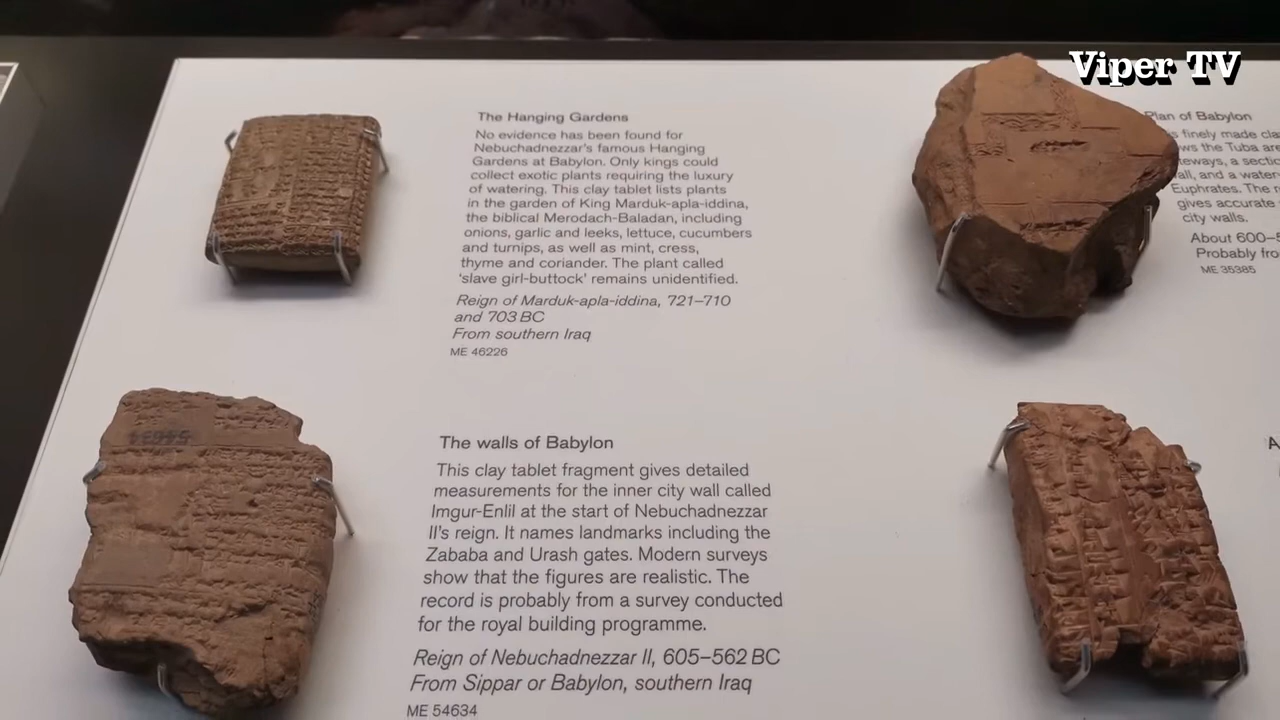 Viper TV
The Hanging Gardens
No evidence has been found for
Nebuchadnezzar's famous Hanging
Gardens at Babylon. Only kings could
collect exotic plants requiring the luxury
of watering. This clay tablet lists plants
in the garden of King Marduk-apla-iddina,
the biblical Merodach-Baladan, including
onions, garlic and leeks, lettuce, cucumbers
and turnips, as well as mint, cress,
thyme and coriander. The plant called
'slave girl-buttock' remains unidentified.
Reign of Marduk-apla-iddina, 721–710
and 703 BC
From southern Iraq
ME 46226
Plan of Babylon
finely made
the Tuba
a
all, and a
Euphrates. The
gives accurate
city walls.
About 600–
Probably
ME 35385
54634
The walls of Babylon
This clay tablet fragment gives detailed
measurements for the inner city wall called
Imgur-Enlil at the start of Nebuchadnezzar
II's reign. It names landmarks including the
Zababa and Urash gates. Modern surveys
show that the figures are realistic. The
record is probably from a survey conducted
for the royal building programme.
Reign of Nebuchadnezzar II, 605–562 BC
From Sippar or Babylon, southern Iraq
ME 54634